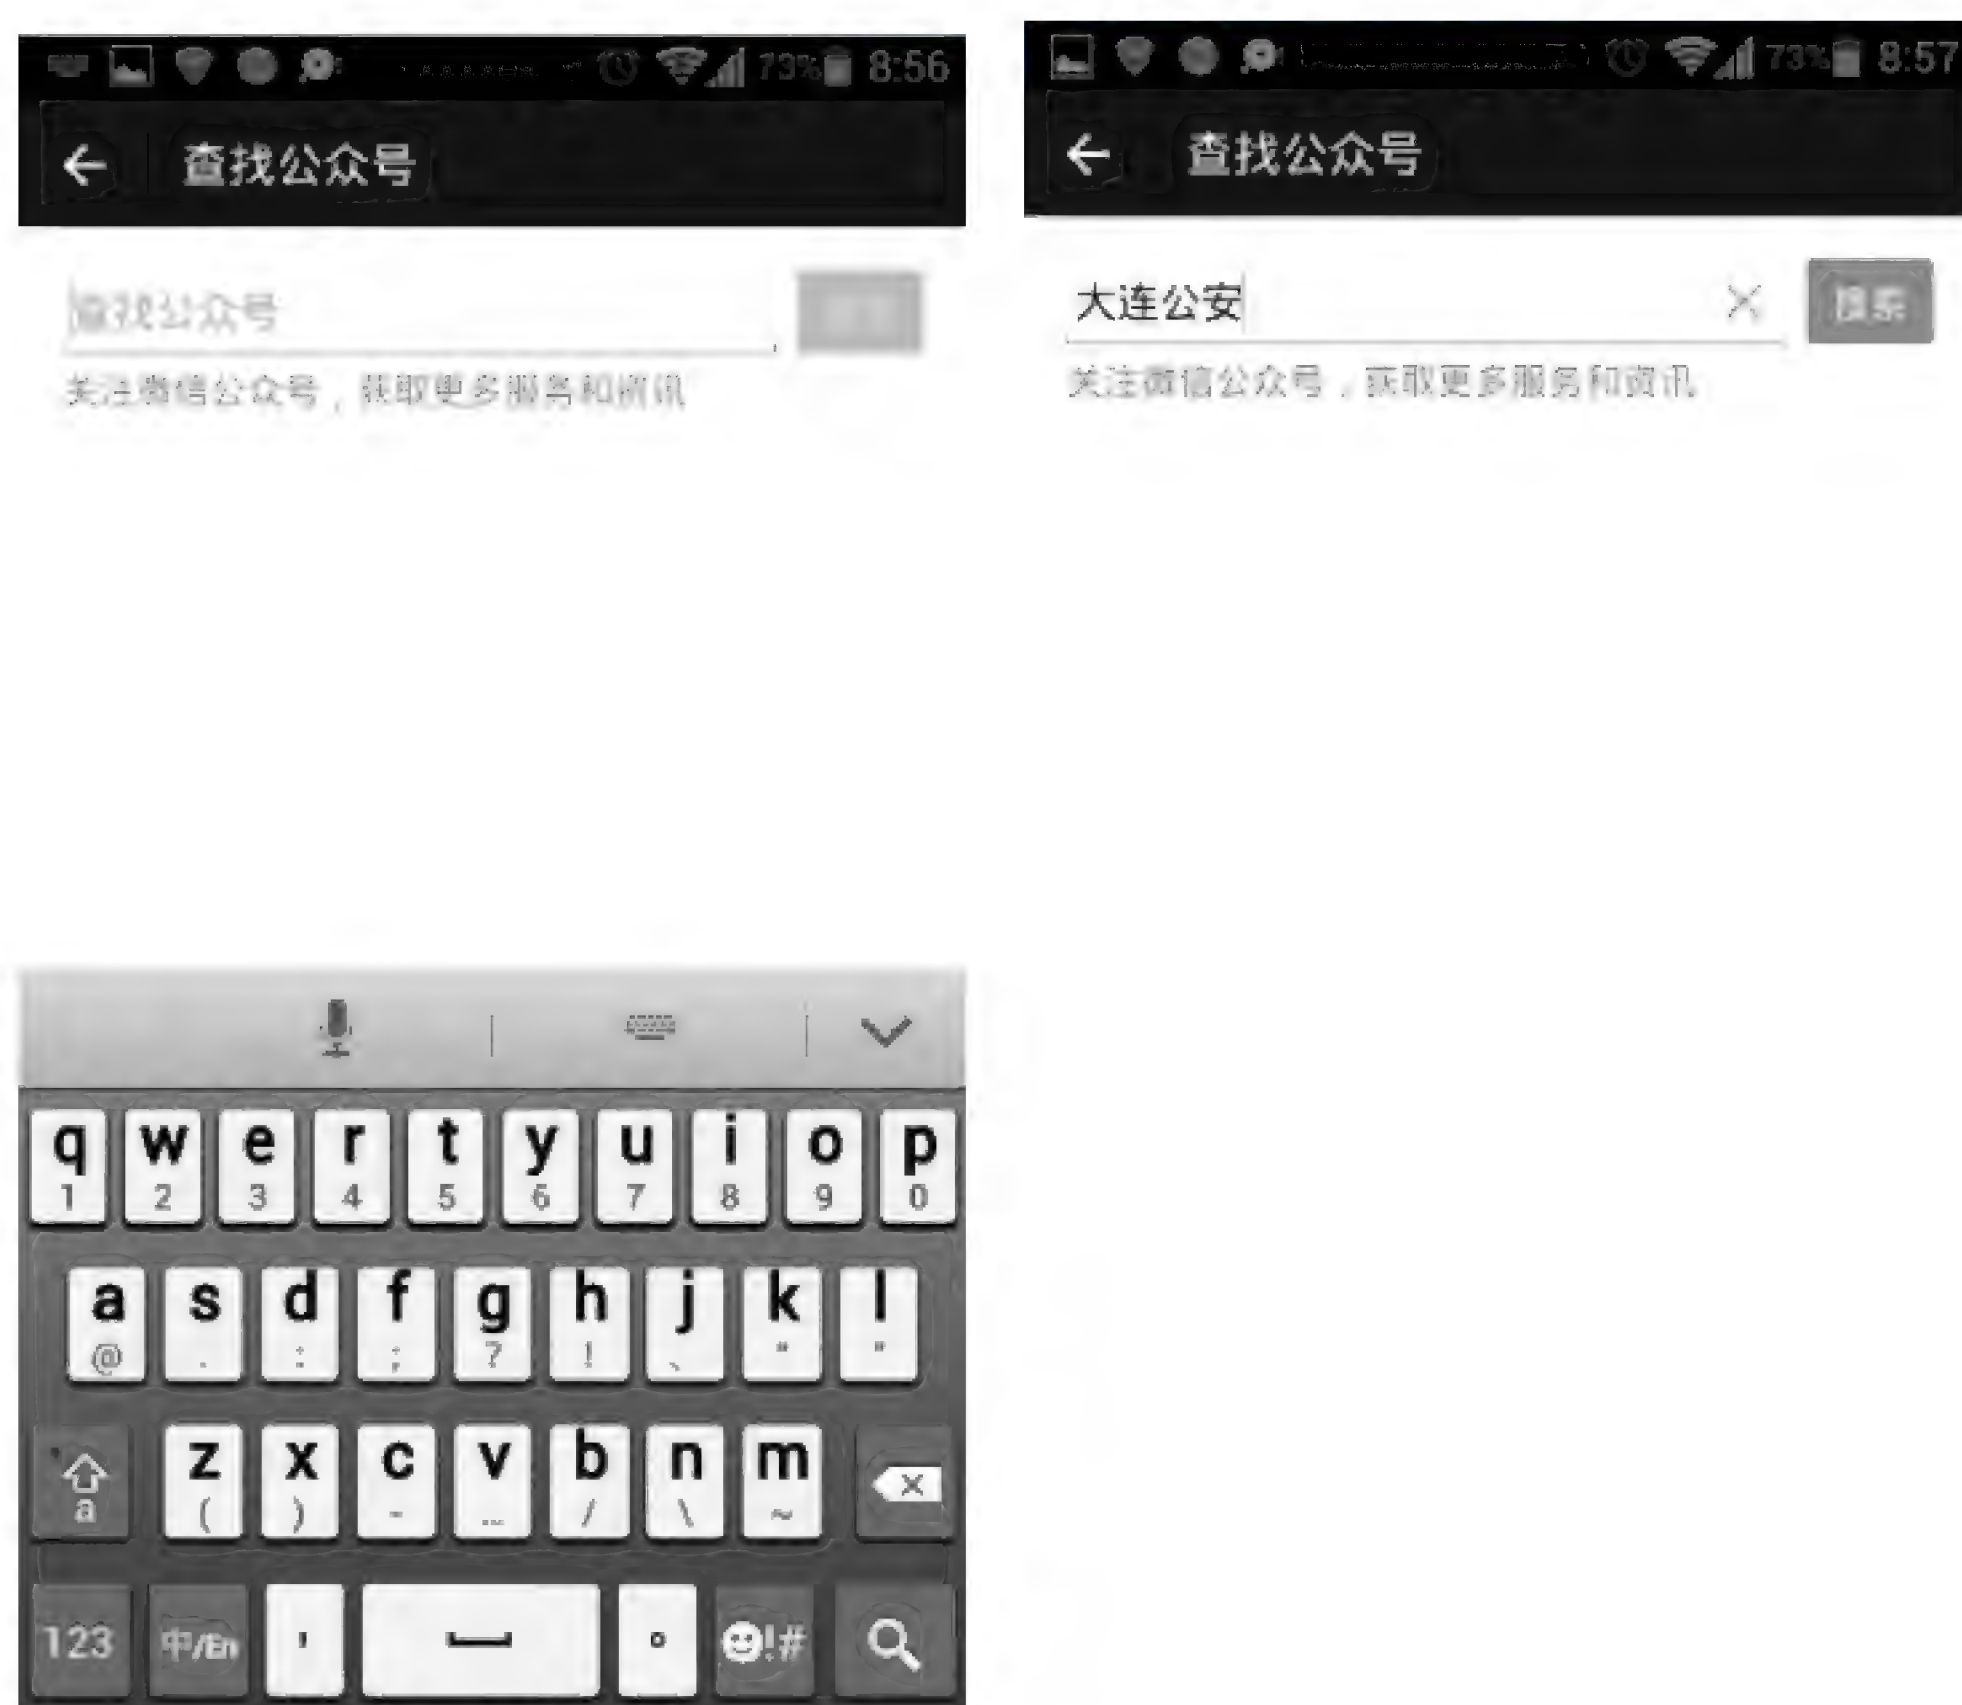 73% 8:56
查找公众号
查找公众号
关注微信公众号，获取更多服务和资讯
q w e r t y u i o p
1 2 3 4 5 6 7 8 9 0
a s d f g h j k l
@ . : ; ? ! 、 " "
z x c v b n m
a ( ) - ... / \ ~
123 中/En , 。 !#
73% 8:57
查找公众号
大连公安 搜索
关注微信公众号，获取更多服务和资讯